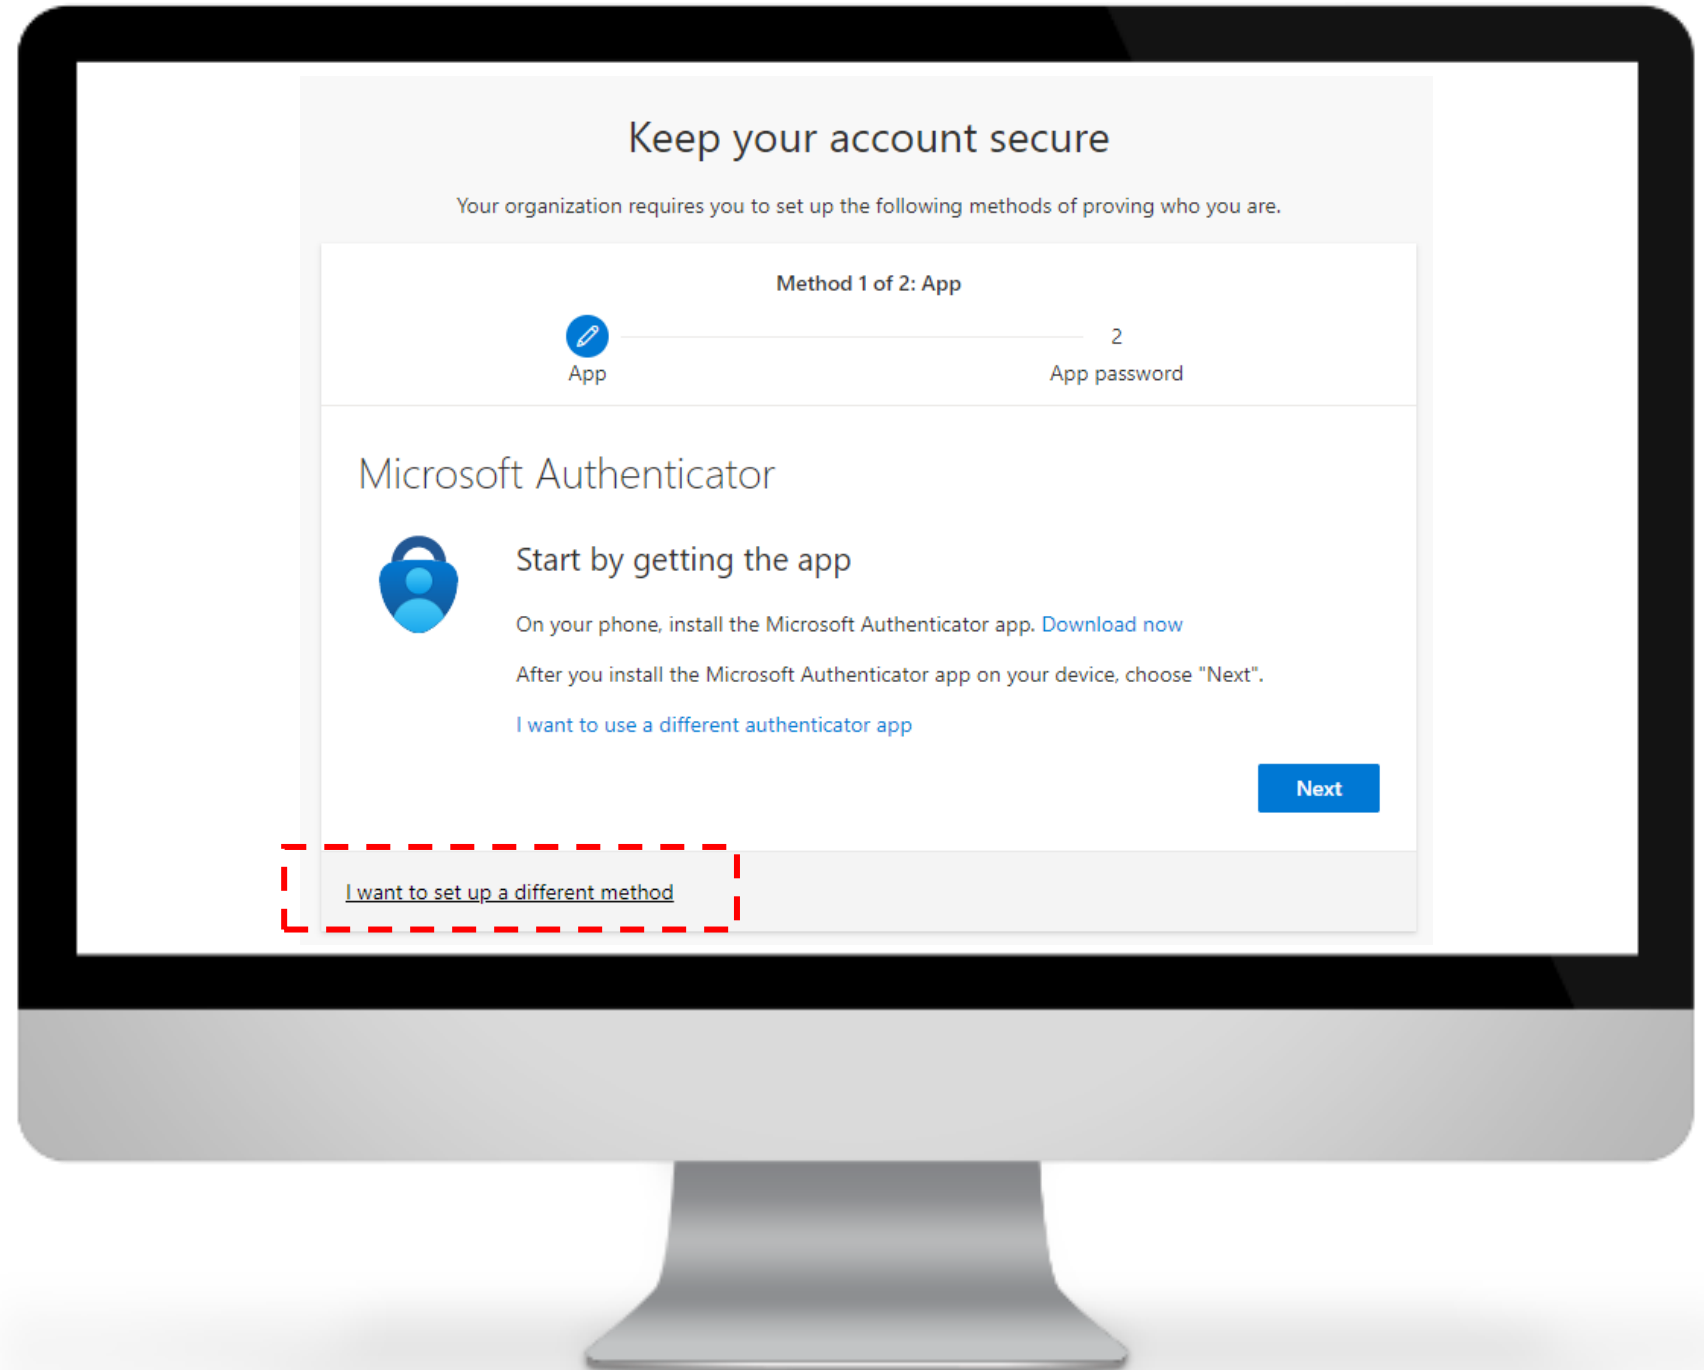 Keep your account secure
Your organization requires you to set up the following methods of proving who you are.
Method 1 of 2: App
2
App
App password
Microsoft Authenticator
Start by getting the app
On your phone, install the Microsoft Authenticator app. Download now
After you install the Microsoft Authenticator app on your device, choose "Next".
I want to use a different authenticator app
Next
I want to set up a different method